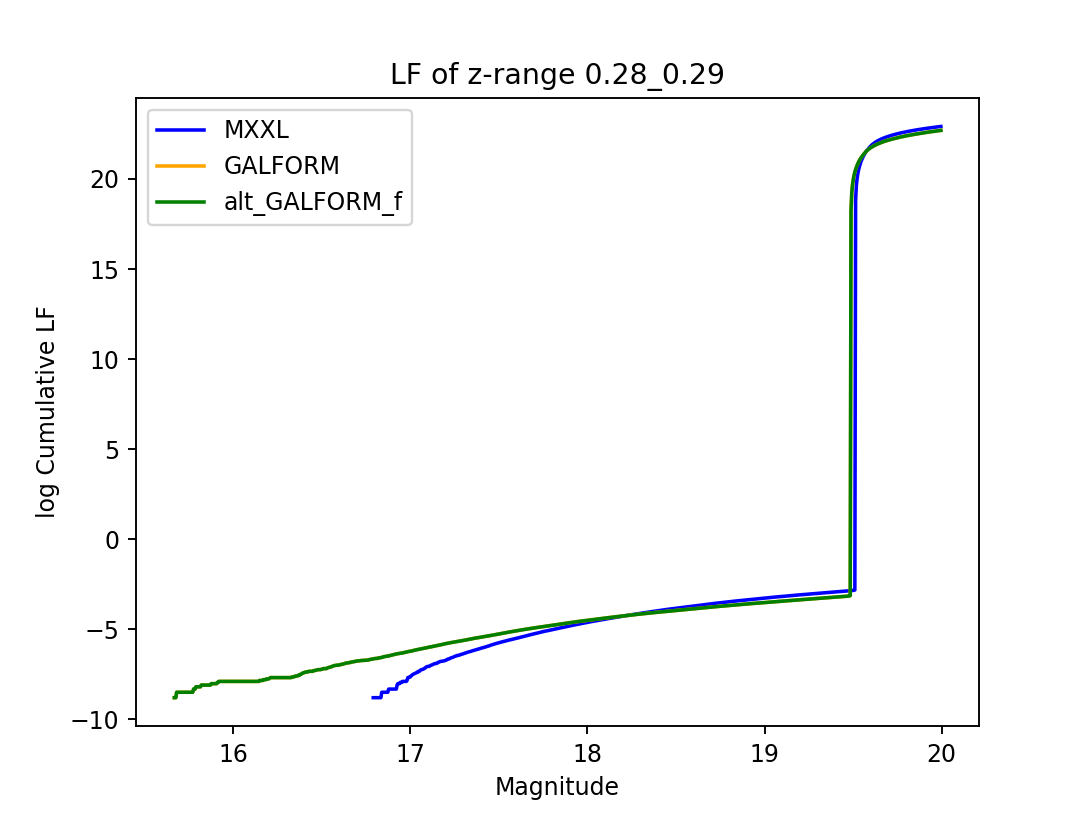 LF of z-range 0.28_0.29
MXXL
GALFORM
alt_GALFORM_f
log Cumulative LF
20
15
10
5
0
−5
−10
16 17 18 19 20
Magnitude